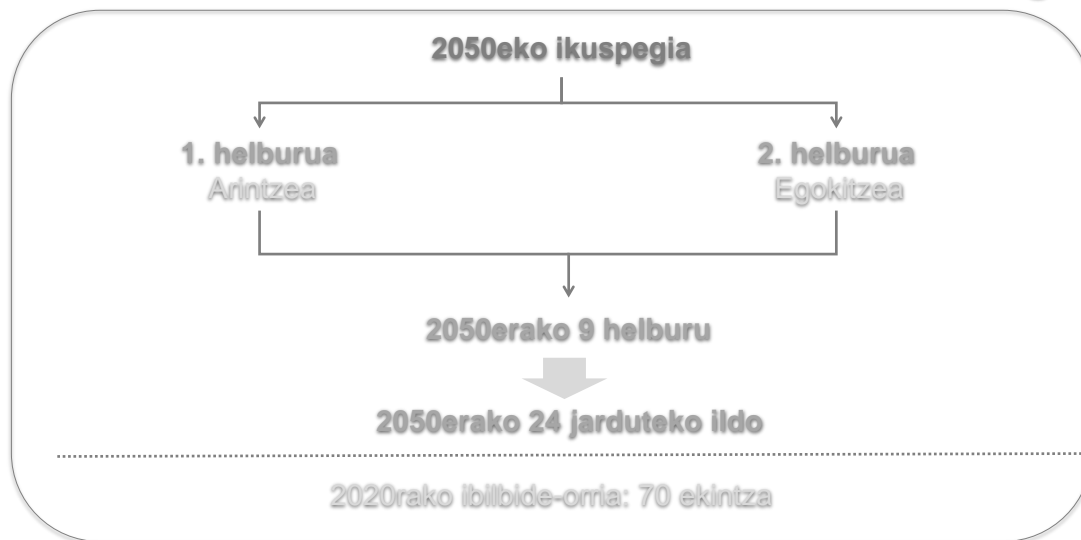 2050eko ikuspegia
1. helburua
Arintzea
2. helburua
Egokitzea
2050erako 9 helburu
2050erako 24 jarduteko ildo
2020rako ibilbide-orria: 70 ekintza